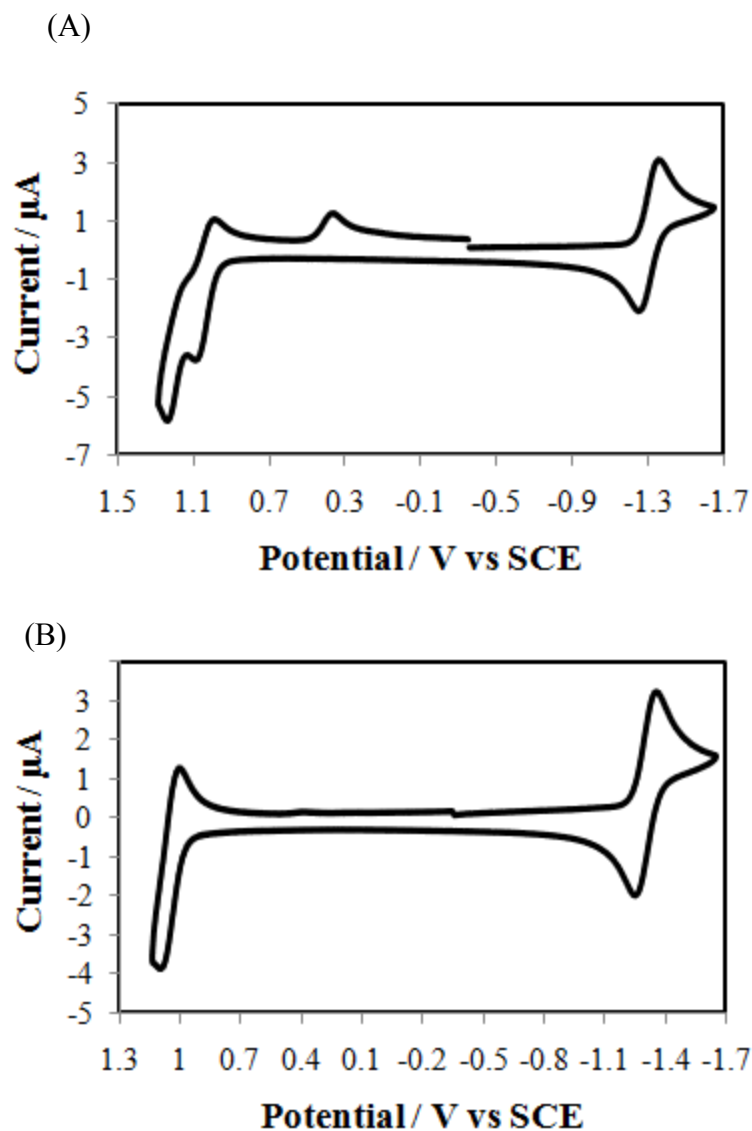 (A)
5
3
1
-1
-3
-5
-7
Current / µA
1.5 1.1 0.7 0.3 -0.1 -0.5 -0.9 -1.3 -1.7
Potential / V vs SCE
(B)
3
2
1
0
-1
-2
-3
-4
-5
Current / µA
1.3 1 0.7 0.4 0.1 -0.2 -0.5 -0.8 -1.1 -1.4 -1.7
Potential / V vs SCE